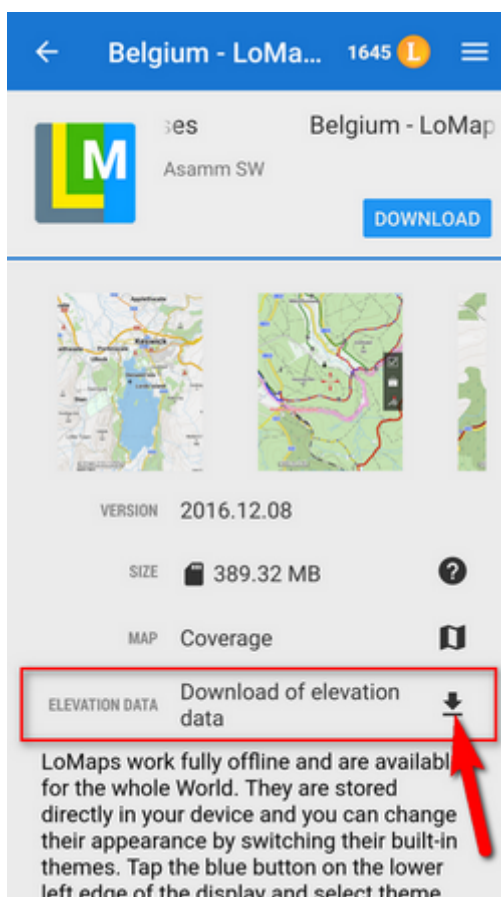 Belgium - LoMa... 1645 L
M
ses Belgium - LoMap
Asamm SW
DOWNLOAD
Keswick
VERSION 2016.12.08
SIZE 389.32 MB ?
MAP Coverage
ELEVATION DATA Download of elevation
data
LoMaps work fully offline and are availabl
for the whole World. They are stored
directly in your device and you can change
their appearance by switching their built-in
themes. Tap the blue button on the lower
left edge of the display and select theme